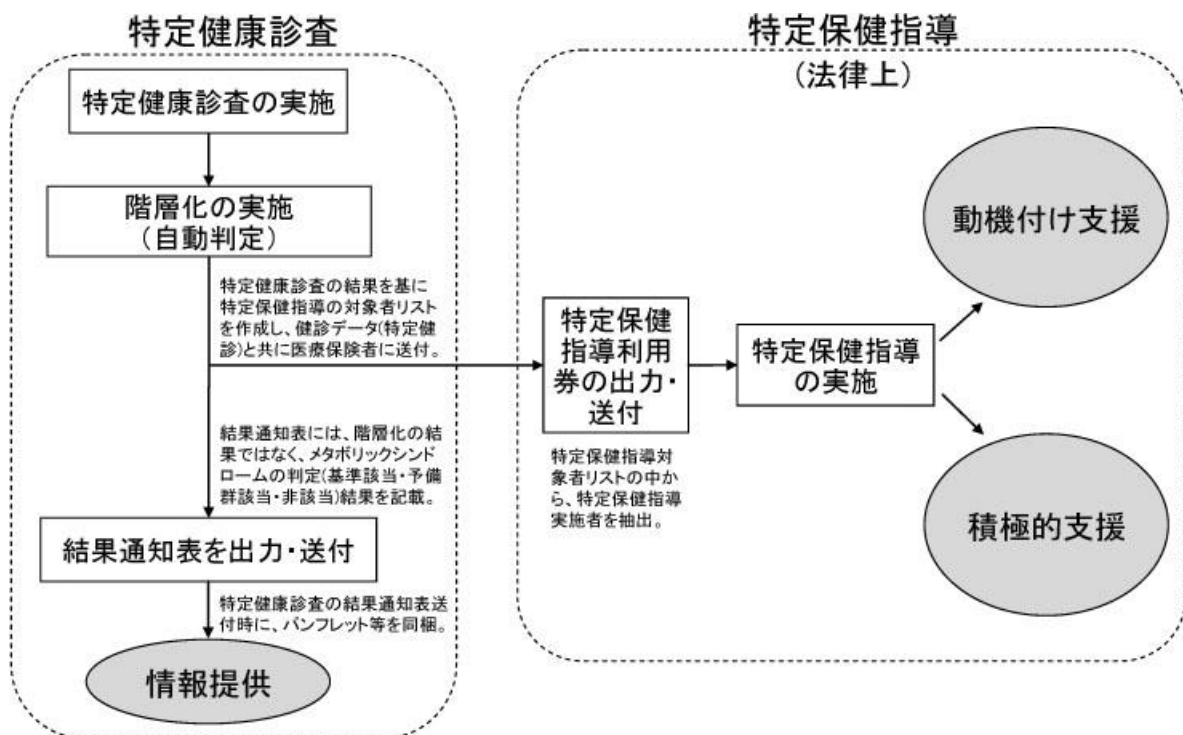 特定健康診査
特定健康診査の実施
階層化の実施
（自動判定）
特定健康診査の結果を基に
特定保健指導の対象者リスト
を作成し、健診データ(特定健
診)と共に医療保険者に送付。
結果通知表には、階層化の結
果ではなく、メタボリックシンド
ロームの判定(基準該当・予備
群該当・非該当)結果を記載。
結果通知表を出力・送付
特定健康診査の結果通知表送
付時に、パンフレット等を同梱。
情報提供
特定保健指導
（法律上）
特定保健
指導利用
券の出力・
送付
特定保健指導対
象者リストの中か
ら、特定保健指導
実施者を抽出。
特定保健指導
の実施
動機付け支援
積極的支援